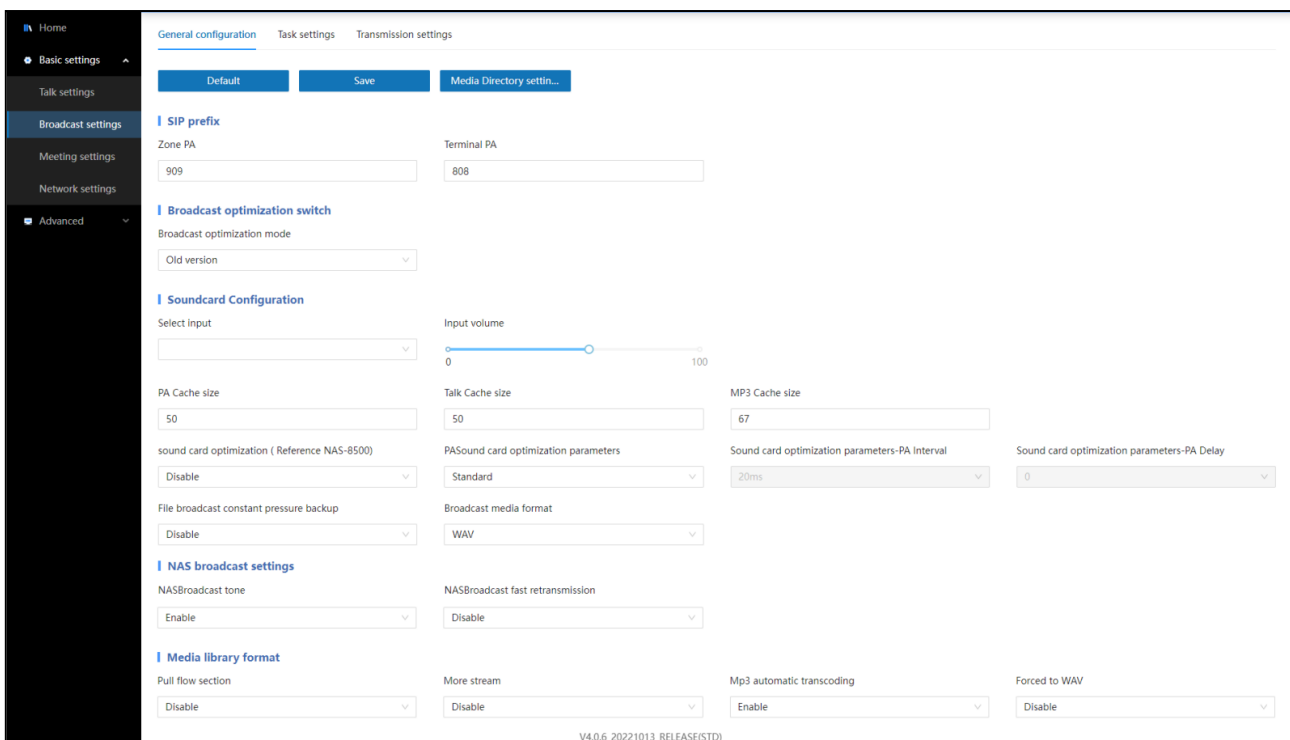 Home
Basic settings
Talk settings
Broadcast settings
Meeting settings
Network settings
Advanced
General configuration Task settings Transmission settings
Default Save Media Directory settin...
SIP prefix
Zone PA Terminal PA
909 808
Broadcast optimization switch
Broadcast optimization mode
Old version
Soundcard Configuration
Select input Input volume
0 100
PA Cache size Talk Cache size MP3 Cache size
50 50 67
sound card optimization ( Reference NAS-8500) PASound card optimization parameters Sound card optimization parameters-PA Interval Sound card optimization parameters-PA Delay
Disable Standard 20ms 0
File broadcast constant pressure backup Broadcast media format
Disable WAV
NAS broadcast settings
NASBroadcast tone NASBroadcast fast retransmission
Enable Disable
Media library format
Pull flow section More stream Mp3 automatic transcoding Forced to WAV
Disable Disable Enable Disable
V4.0.6_20221013_RELEASE(STD)